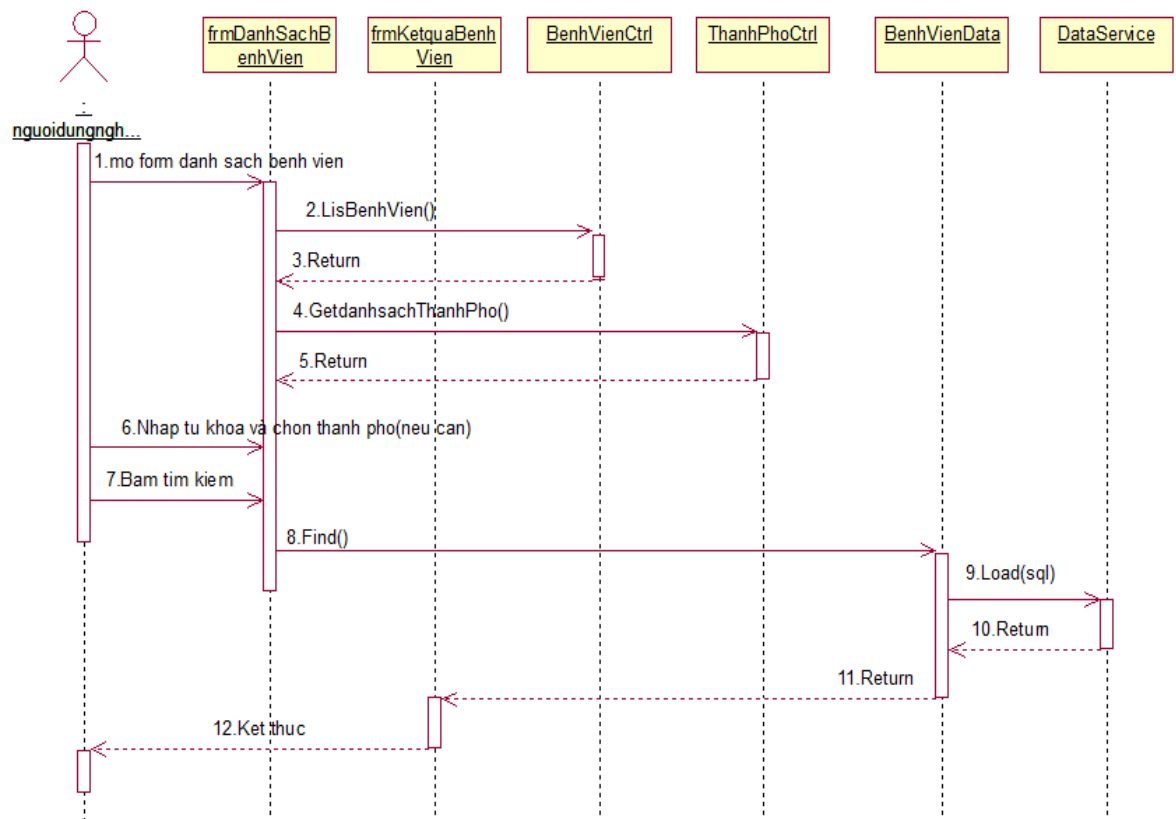 frmDanhSachB
enhVien
frmKetquaBenh
Vien
BenhVienCtrl
ThanhPhoCtrl
BenhVienData
DataService
:
nguoidungngh...
1.mo form danh sach benh vien
2.LisBenhVien()
3.Return
4.GetdanhsachThanhPho()
5.Return
6.Nhap tu khoa và chon thanh pho(neu can)
7.Bam tim kiem
8.Find()
9.Load(sql)
10.Return
11.Return
12.Ket thuc